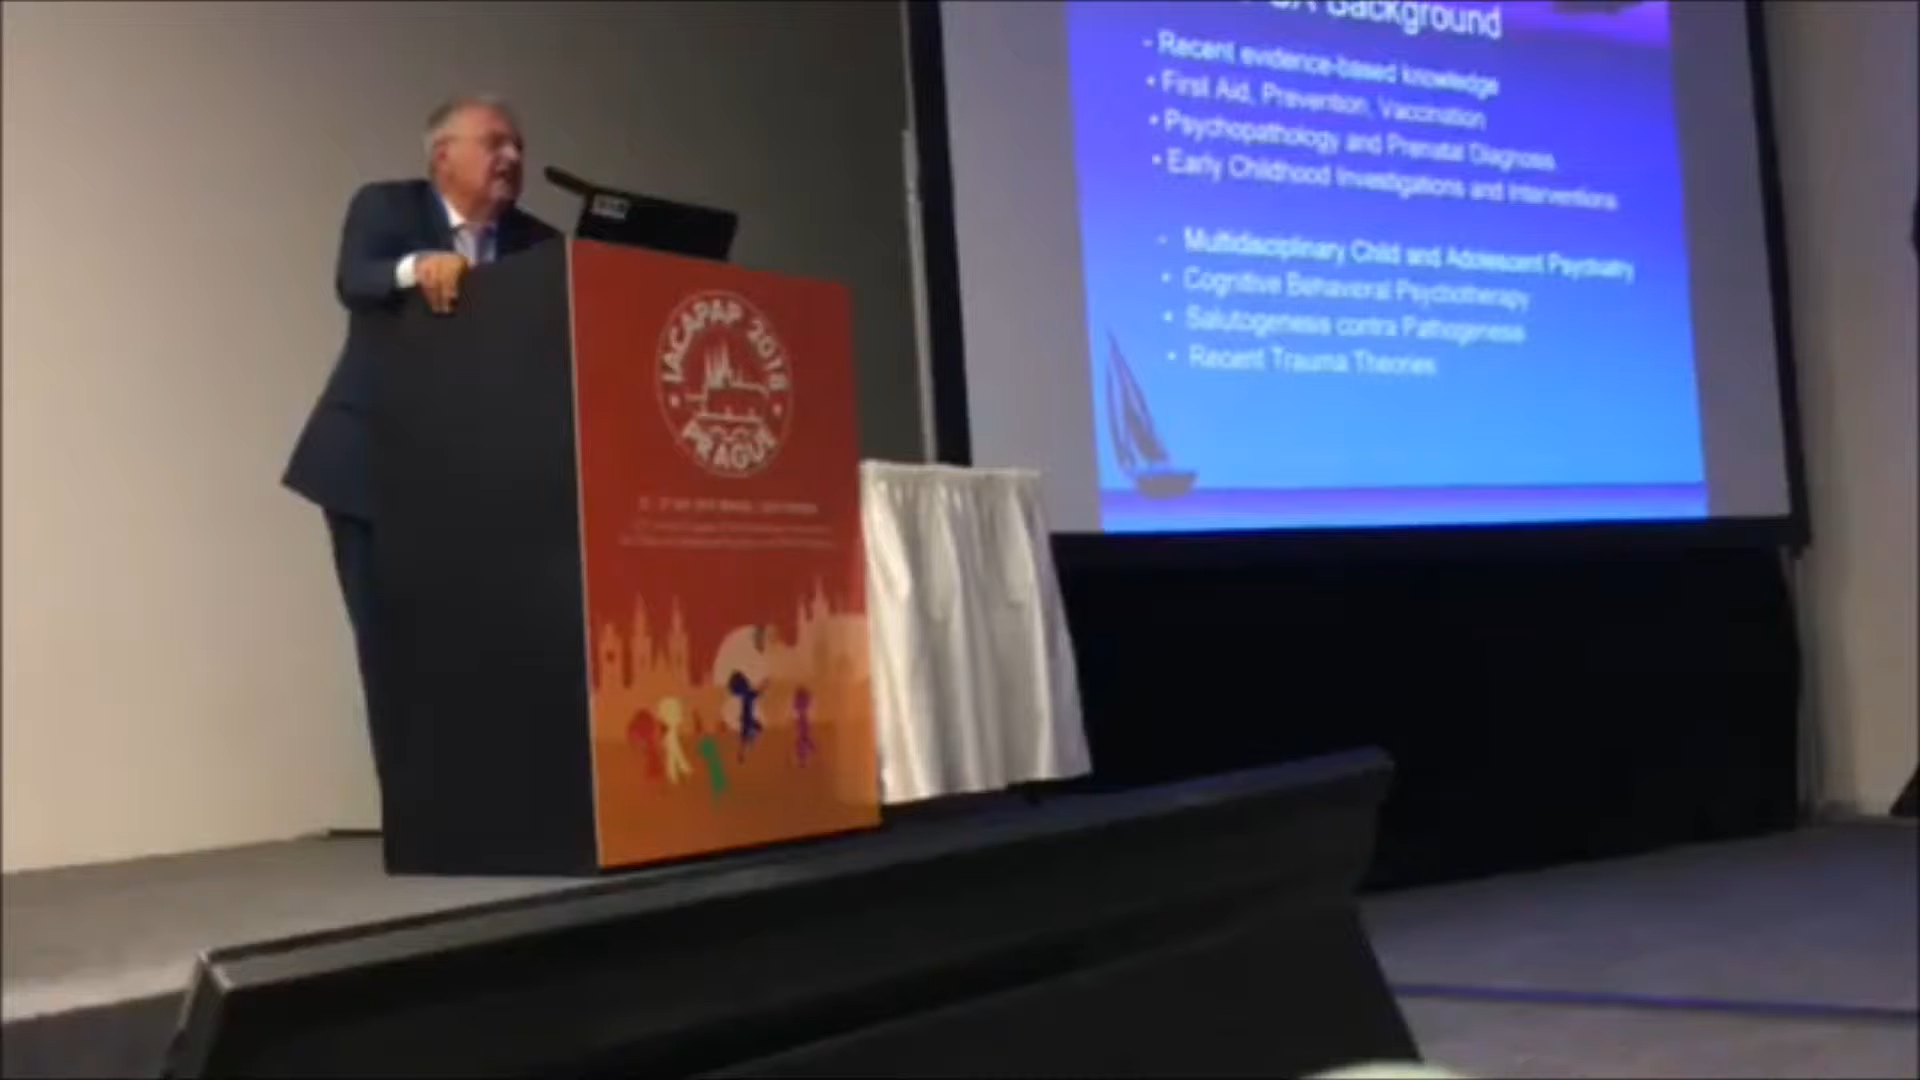 Background
- Recent evidence-based knowledge
• First Aid, Prevention, Vaccination
• Psychopathology and Prenatal Diagnosis
• Early Childhood Investigations and Interventions
- Multidisciplinary Child and Adolescent Psychiatry
• Cognitive Behavioral Psychotherapy
• Salutogenesis contra Pathogenesis
• Recent Trauma Theories
IACAPAP 2018
PRAGUE